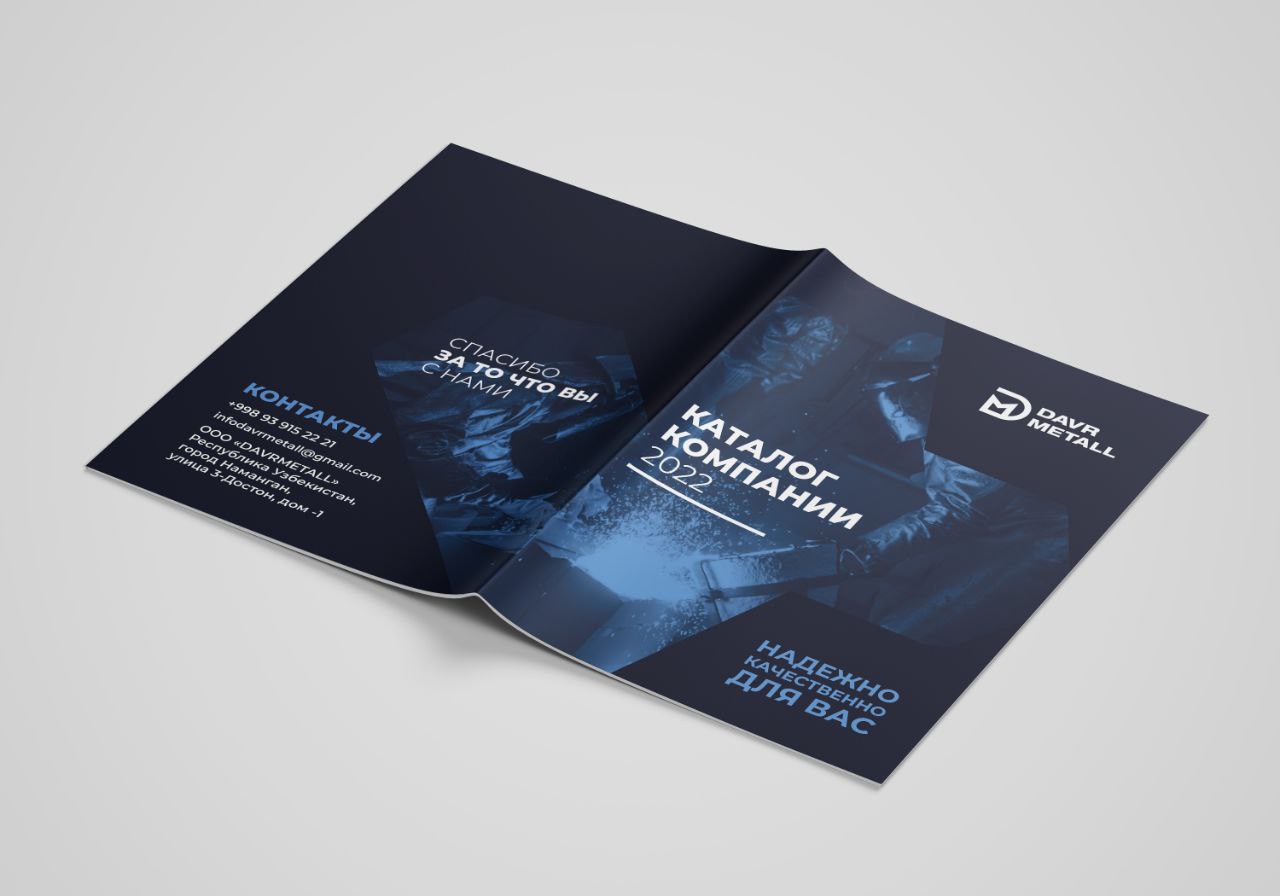 СПАСИБО
ЗА ТО ЧТО ВЫ
С НАМИ
КОНТАКТЫ
+998 93 915 22 21
infodavrmetall@gmail.com
ООО «DAVRMETALL»
Республика Узбекистан,
город Наманган,
улица 3-Достон, дом -1
DAVR
METALL
КАТАЛОГ
КОМПАНИИ
2022
НАДЕЖНО
КАЧЕСТВЕННО
ДЛЯ ВАС